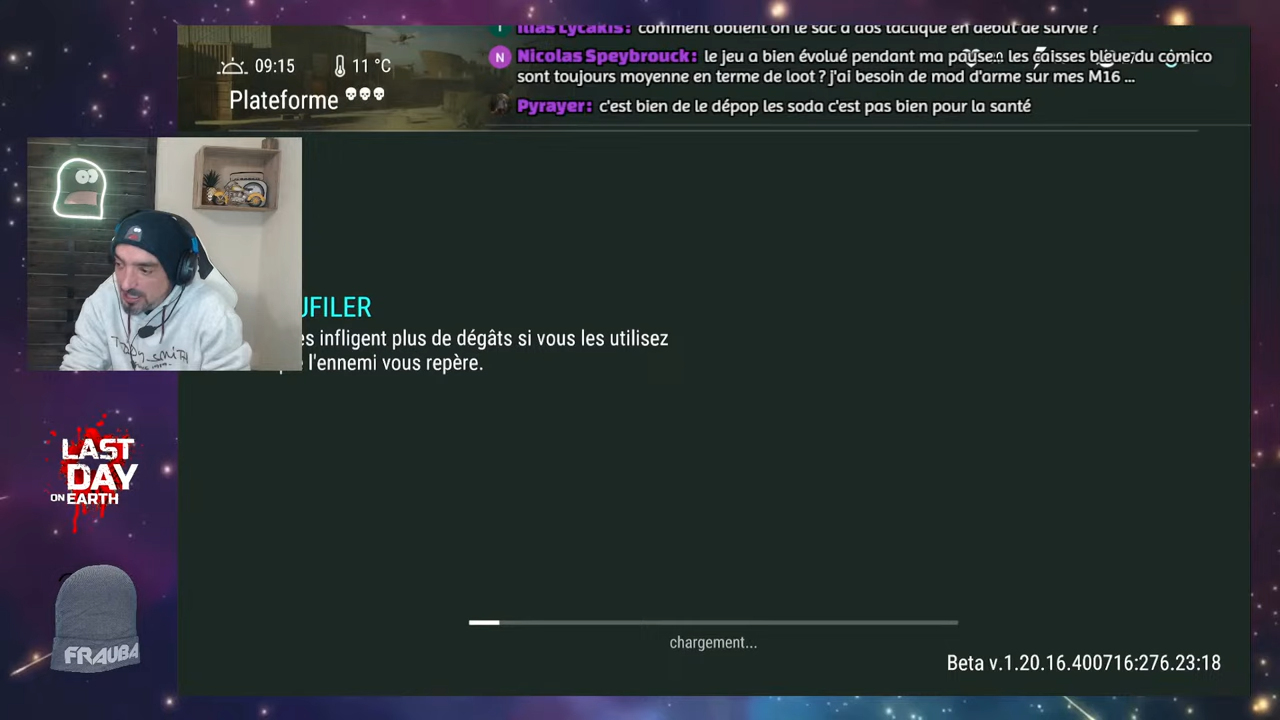 Ilias Lycakis: comment obtient on le sac à dos tactique en début de survie ?
09:15 11 °C
N Nicolas Speybrouck: le jeu a bien évolué pendant ma pause... les caisses bleue du comico
sont toujours moyenne en terme de loot ? j'ai besoin de mod d'arme sur mes M16 ...
Plateforme
Pyrayer: c'est bien de le dépop les soda c'est pas bien pour la santé
UFILER
es infligent plus de dégâts si vous les utilisez
l'ennemi vous repère.
LAST
DAY
ON EARTH
FRAUBA
chargement...
Beta v.1.20.16.400716:276.23:18